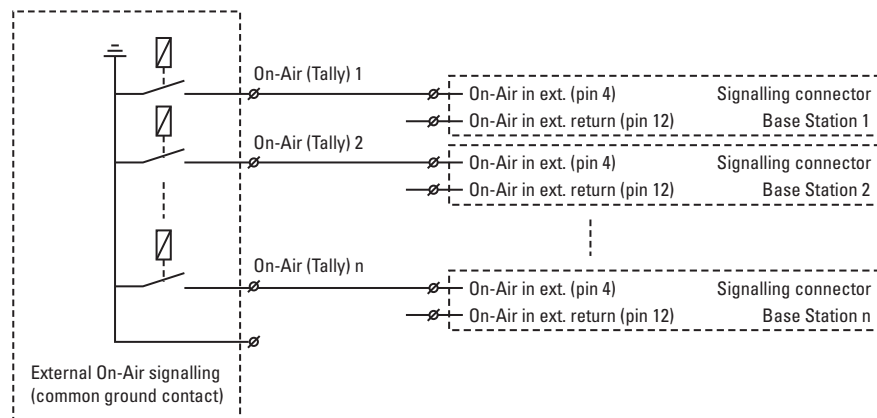 On-Air (Tally) 1
On-Air in ext. (pin 4) Signalling connector
On-Air in ext. return (pin 12) Base Station 1
On-Air (Tally) 2
On-Air in ext. (pin 4) Signalling connector
On-Air in ext. return (pin 12) Base Station 2
On-Air (Tally) n
On-Air in ext. (pin 4) Signalling connector
On-Air in ext. return (pin 12) Base Station n
External On-Air signalling
(common ground contact)